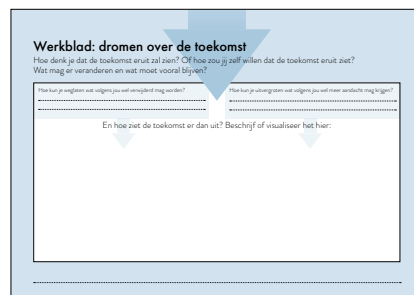 Werkblad: dromen over de toekomst
Hoe denk je dat de toekomst eruit zal zien? Of hoe zou jij zelf willen dat de toekomst eruit ziet?
Wat mag er veranderen en wat moet vooral blijven?
Hoe kun je weglaten wat volgens jou wel verwijderd mag worden?
Hoe kun je uitvergroten wat volgens jou wel meer aandacht mag krijgen?
En hoe ziet de toekomst er dan uit? Beschrijf of visualiseer het hier: